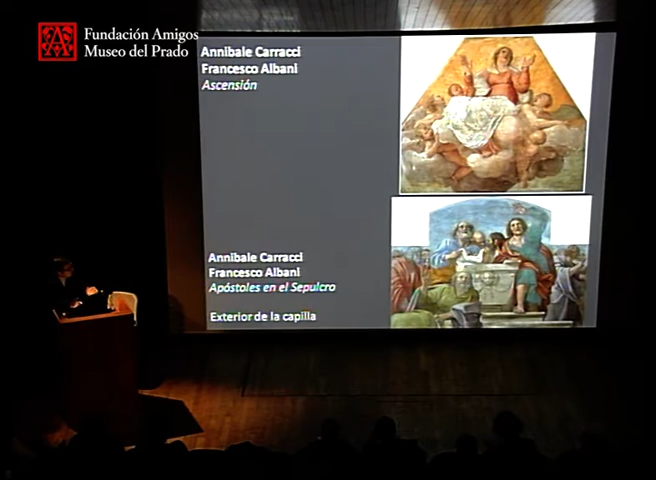 Fundación Amigos
Museo del Prado
Annibale Carracci
Francesco Albani
Ascensión
Annibale Carracci
Francesco Albani
Apóstoles en el Sepulcro
Exterior de la capilla